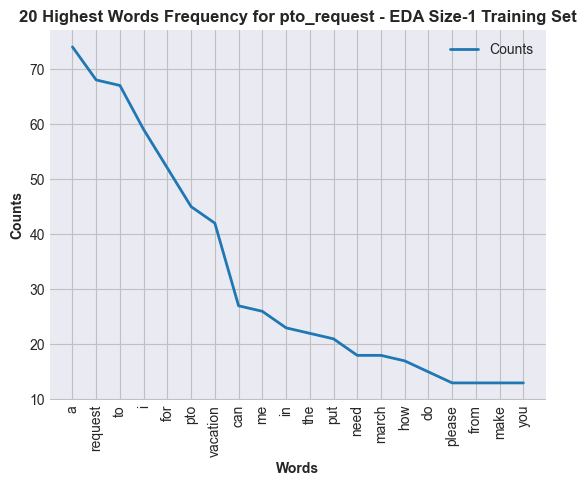 20 Highest Words Frequency for pto_request - EDA Size-1 Training Set
Counts
Counts
70
60
50
40
30
20
10
a
request
to
i
for
pto
vacation
can
me
in
the
put
need
march
how
do
please
from
make
you
Words